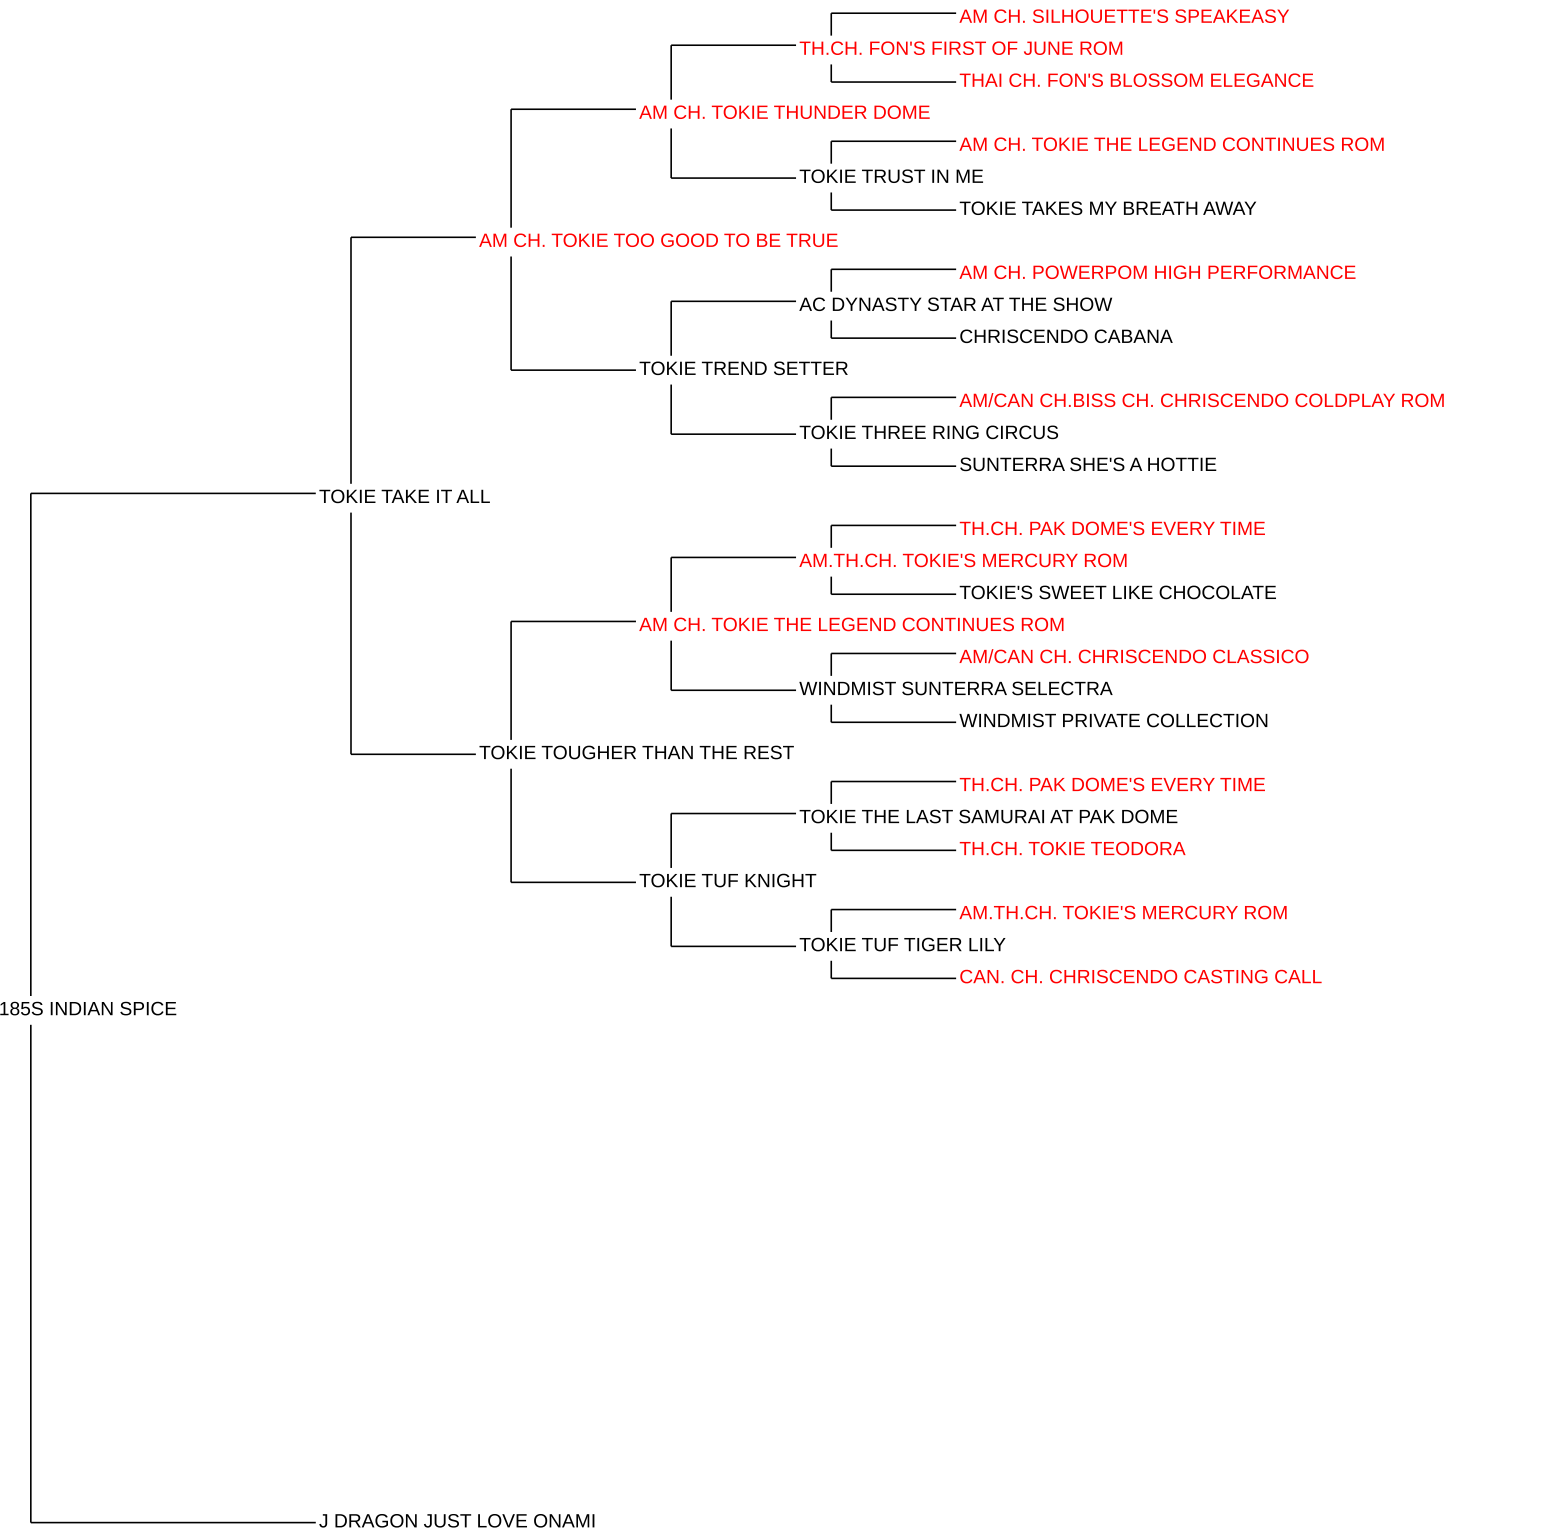 AM CH. SILHOUETTE'S SPEAKEASY
TH.CH. FON'S FIRST OF JUNE ROM
THAI CH. FON'S BLOSSOM ELEGANCE
AM CH. TOKIE THUNDER DOME
AM CH. TOKIE THE LEGEND CONTINUES ROM
TOKIE TRUST IN ME
TOKIE TAKES MY BREATH AWAY
AM CH. TOKIE TOO GOOD TO BE TRUE
AM CH. POWERPOM HIGH PERFORMANCE
AC DYNASTY STAR AT THE SHOW
CHRISCENDO CABANA
TOKIE TREND SETTER
AM/CAN CH.BISS CH. CHRISCENDO COLDPLAY ROM
TOKIE THREE RING CIRCUS
SUNTERRA SHE'S A HOTTIE
TOKIE TAKE IT ALL
TH.CH. PAK DOME'S EVERY TIME
AM.TH.CH. TOKIE'S MERCURY ROM
TOKIE'S SWEET LIKE CHOCOLATE
AM CH. TOKIE THE LEGEND CONTINUES ROM
AM/CAN CH. CHRISCENDO CLASSICO
WINDMIST SUNTERRA SELECTRA
WINDMIST PRIVATE COLLECTION
TOKIE TOUGHER THAN THE REST
TH.CH. PAK DOME'S EVERY TIME
TOKIE THE LAST SAMURAI AT PAK DOME
TH.CH. TOKIE TEODORA
TOKIE TUF KNIGHT
AM.TH.CH. TOKIE'S MERCURY ROM
TOKIE TUF TIGER LILY
CAN. CH. CHRISCENDO CASTING CALL
185S INDIAN SPICE
J DRAGON JUST LOVE ONAMI